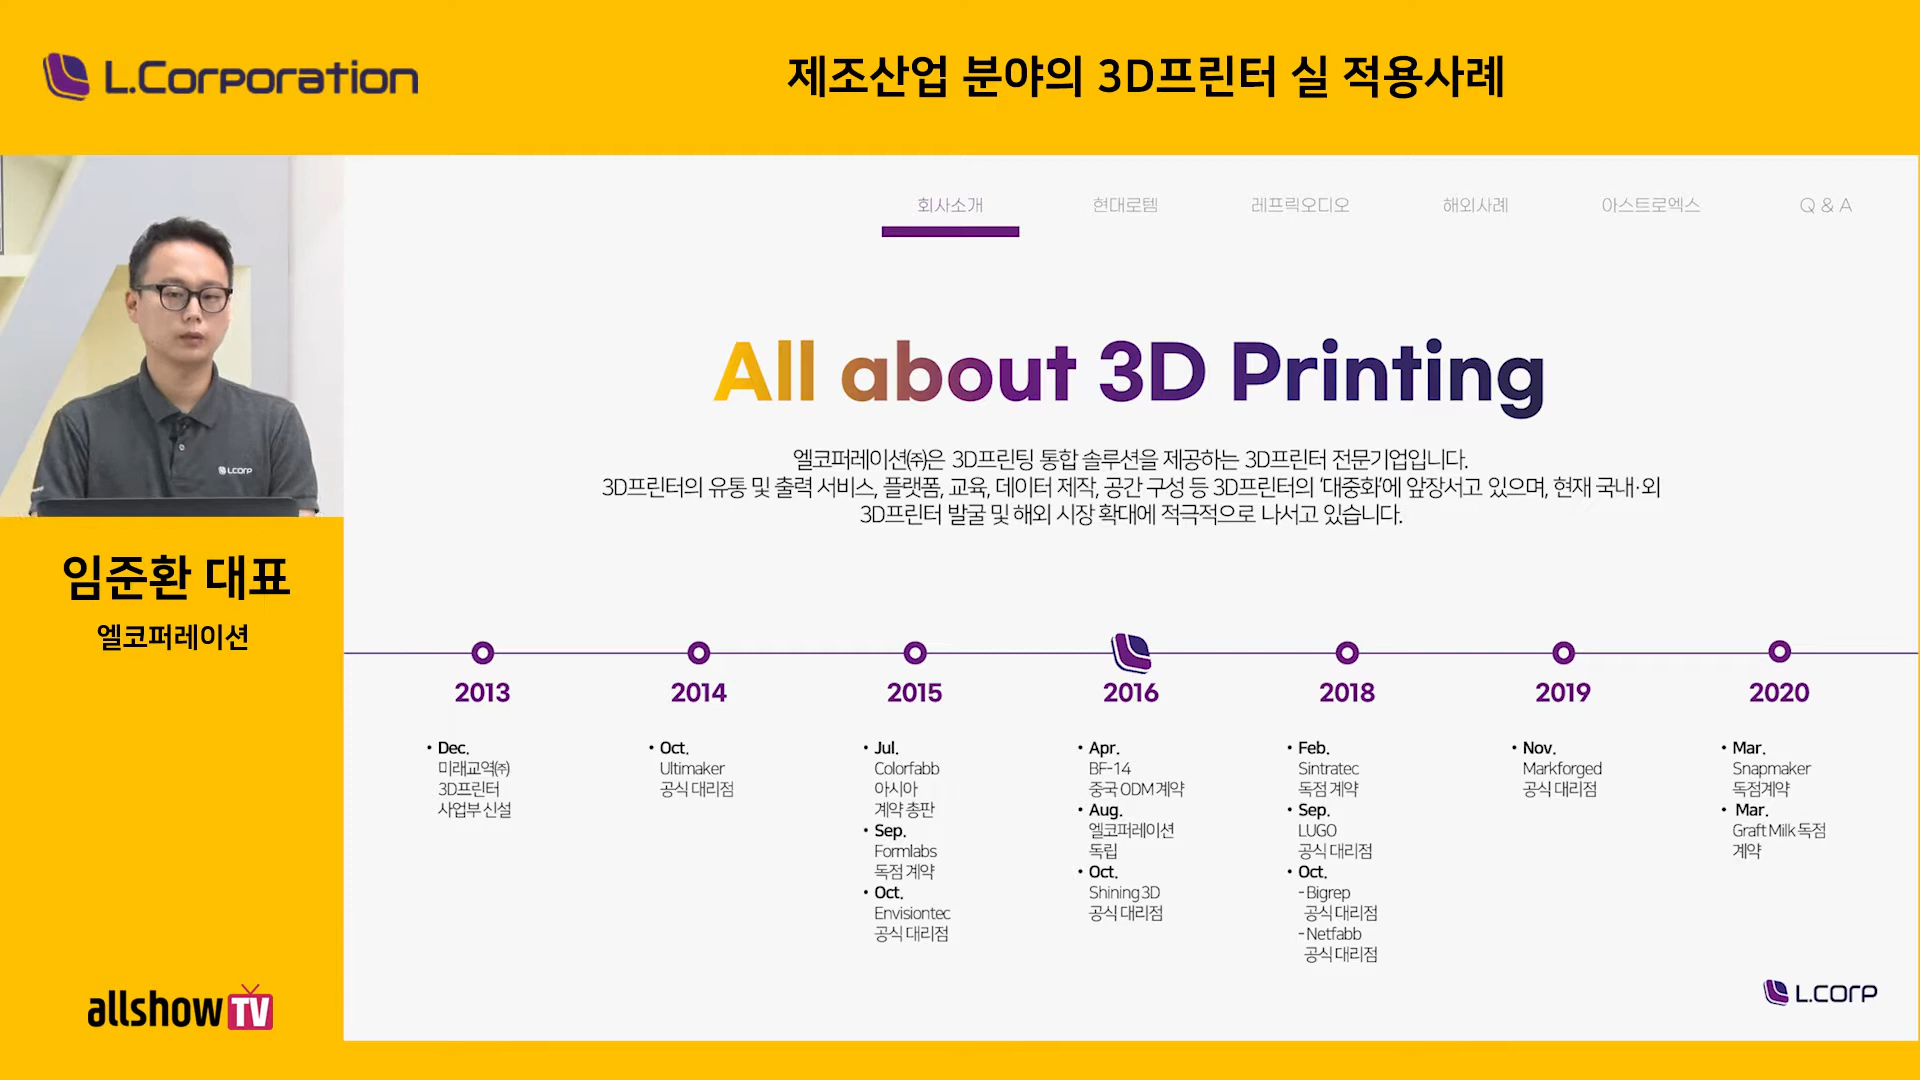 L.Corporation
제조산업 분야의 3D프린터 실 적용사례
회사소개
현대로템
레프릭오디오
해외사례
아스트로엑스
Q & A
All about 3D Printing
엘코퍼레이션㈜은 3D프린팅 통합 솔루션을 제공하는 3D프린터 전문기업입니다.
3D프린터의 유통 및 출력 서비스, 플랫폼, 교육, 데이터 제작, 공간 구성 등 3D프린터의 ‘대중화’에 앞장서고 있으며, 현재 국내·외
3D프린터 발굴 및 해외 시장 확대에 적극적으로 나서고 있습니다.
LCORP
임준환 대표
엘코퍼레이션
2013
• Dec.
미래교역㈜
3D프린터
사업부 신설
2014
• Oct.
Ultimaker
공식 대리점
2015
• Jul.
Colorfabb
아시아
계약 총판
• Sep.
Formlabs
독점 계약
• Oct.
Envisiontec
공식 대리점
2016
• Apr.
BF-14
중국 ODM 계약
• Aug.
엘코퍼레이션
독립
• Oct.
Shining 3D
공식 대리점
2018
• Feb.
Sintratec
독점 계약
• Sep.
LUGO
공식 대리점
• Oct.
- Bigrep
공식 대리점
- Netfabb
공식 대리점
2019
• Nov.
Markforged
공식 대리점
2020
• Mar.
Snapmaker
독점계약
• Mar.
Graft Milk 독점
계약
allshow TV
L.CORP